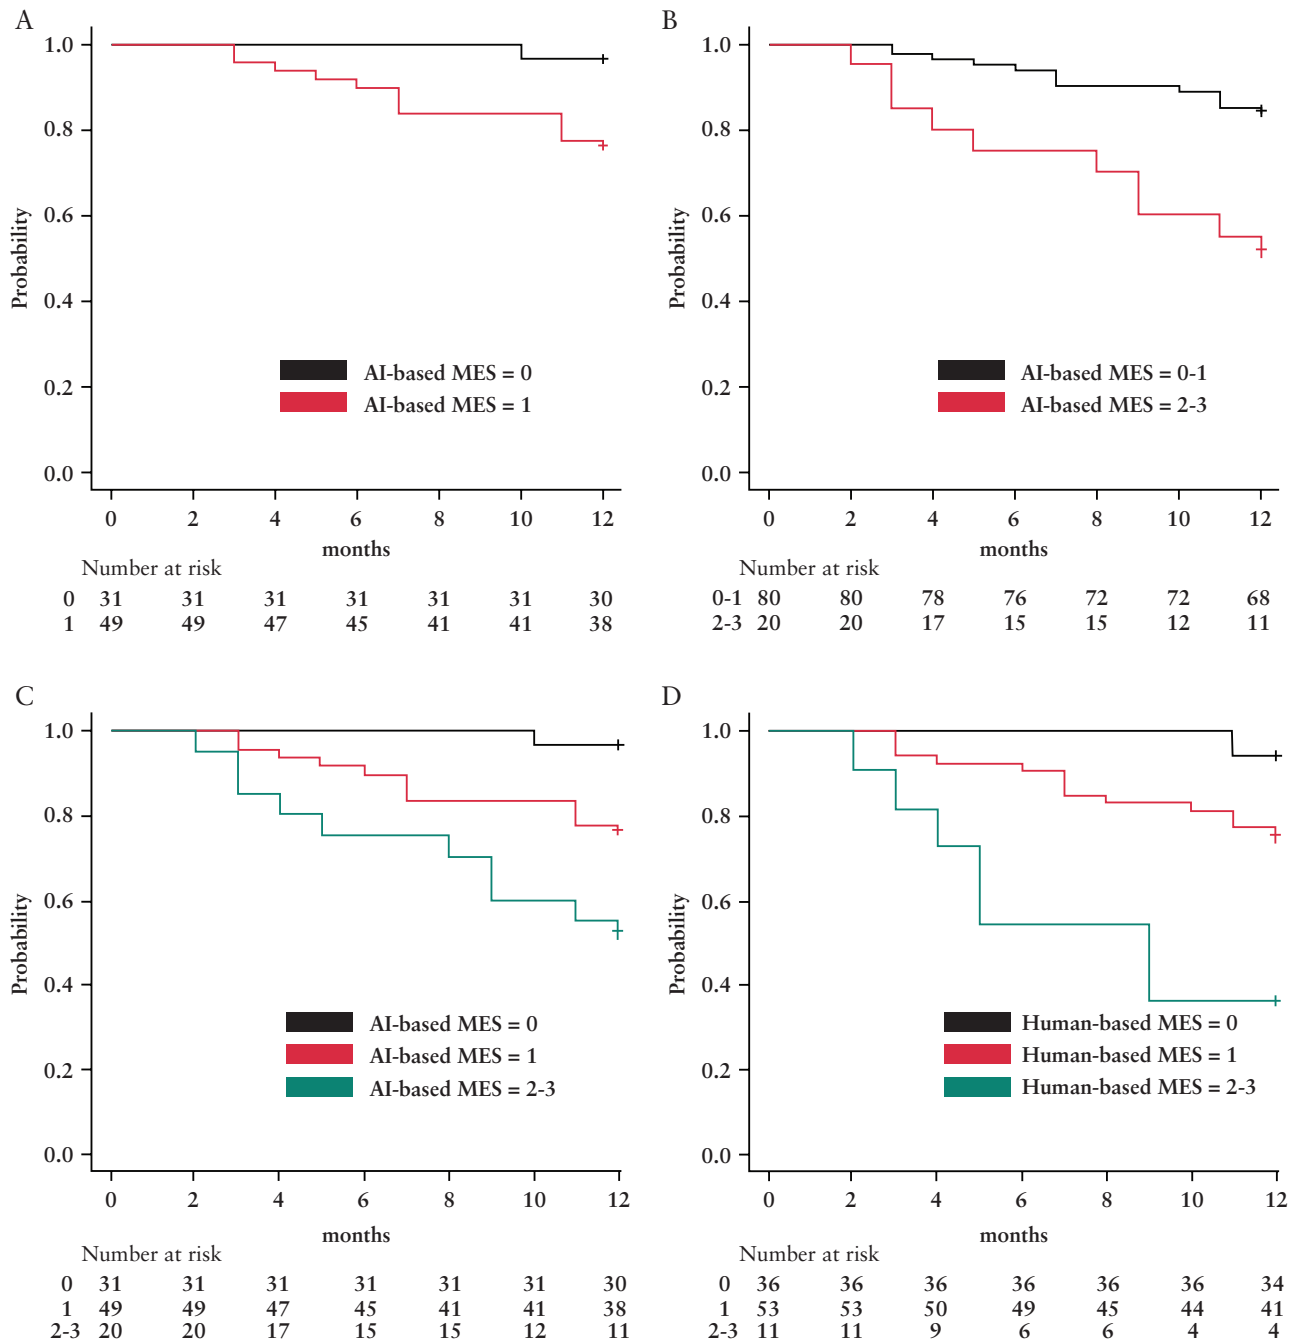 A
Probability
1.0
0.8
0.6
0.4
0.2
0.0
AI-based MES = 0
AI-based MES = 1
0 2 4 6 8 10 12
months
Number at risk
0 31 31 31 31 31 31 30
1 49 49 47 45 41 41 38
B
Probability
1.0
0.8
0.6
0.4
0.2
0.0
AI-based MES = 0-1
AI-based MES = 2-3
0 2 4 6 8 10 12
months
Number at risk
0-1 80 80 78 76 72 72 68
2-3 20 20 17 15 15 12 11
C
Probability
1.0
0.8
0.6
0.4
0.2
0.0
AI-based MES = 0
AI-based MES = 1
AI-based MES = 2-3
0 2 4 6 8 10 12
months
Number at risk
0 31 31 31 31 31 31 30
1 49 49 47 45 41 41 38
2-3 20 20 17 15 15 12 11
D
Probability
1.0
0.8
0.6
0.4
0.2
0.0
Human-based MES = 0
Human-based MES = 1
Human-based MES = 2-3
0 2 4 6 8 10 12
months
Number at risk
0 36 36 36 36 36 36 34
1 53 53 50 49 45 44 41
2-3 11 11 9 6 6 4 4